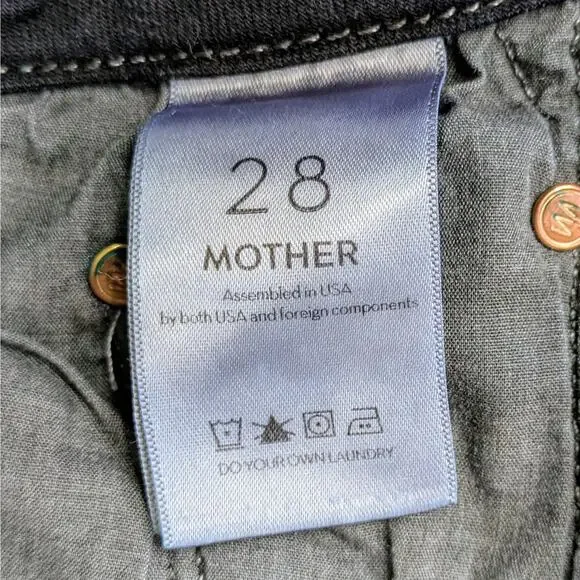 28
MOTHER
Assembled in USA
by both USA and foreign components
DO YOUR OWN LAUNDRY